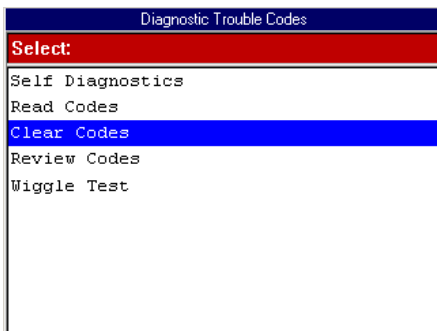 Diagnostic Trouble Codes
Select:
Self Diagnostics
Read Codes
Clear Codes
Review Codes
Wiggle Test